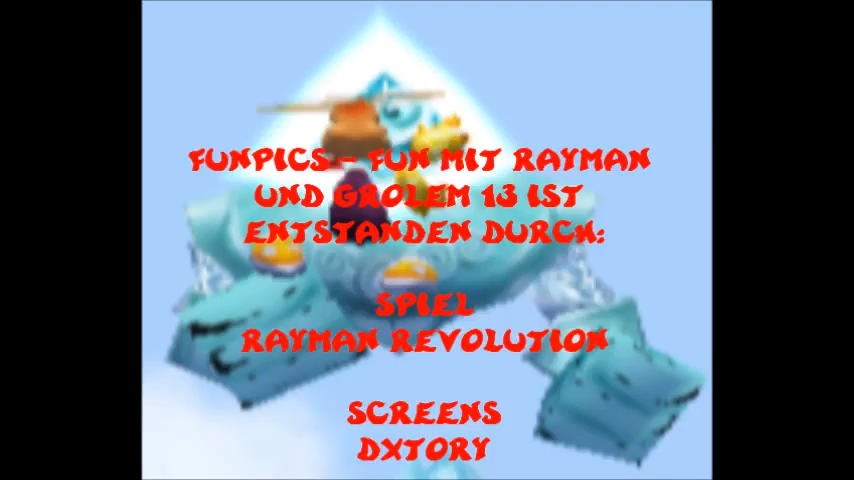 FUNPICS - FUN MIT RAYMAN
UND GROLEM 13 IST
ENTSTANDEN DURCH:
SPIEL
RAYMAN REVOLUTION
SCREENS
DXTORY